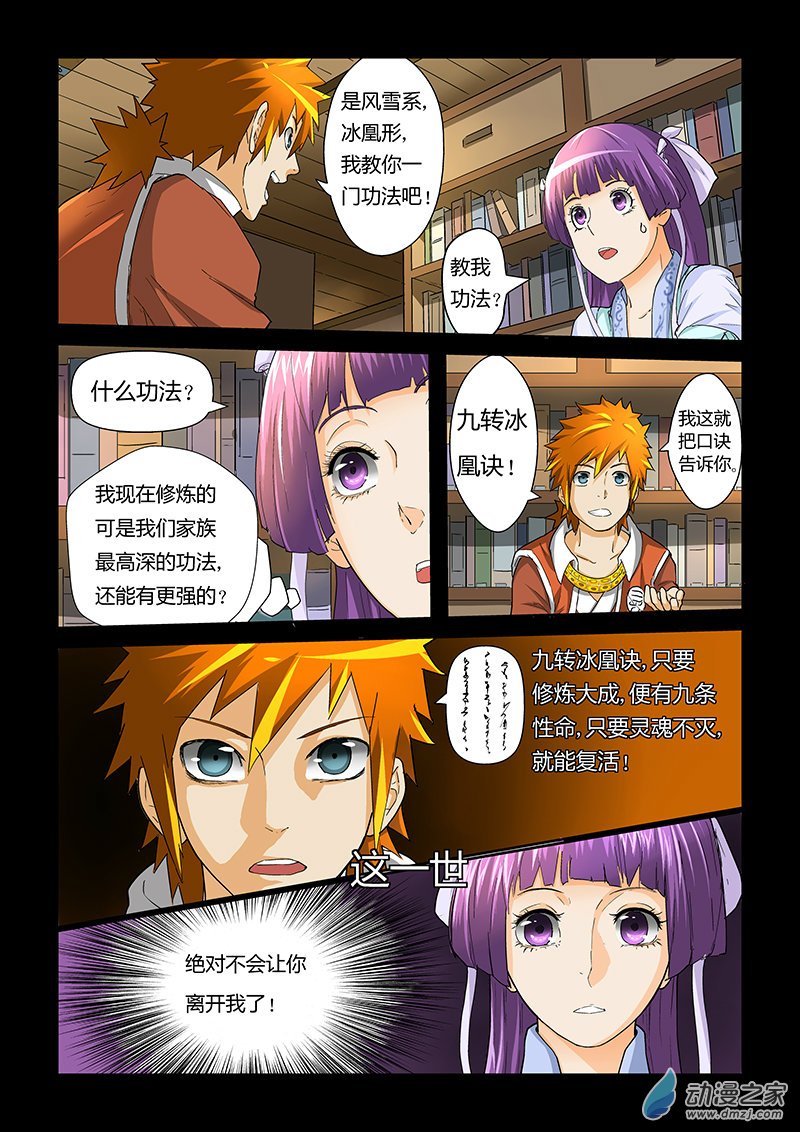 是风雪系,
冰凰形,
我教你一
门功法吧!
教我
功法?
什么功法?
我现在修炼的
可是我们家族
最高深的功法,
还能有更强的?
九转冰
凰诀!
我这就
把口诀
告诉你。
九转冰凰诀,只要
修炼大成,便有九条
性命,只要灵魂不灭,
就能复活!
这一世
绝对不会让你
离开我了!
动漫之家
www.dmzj.com